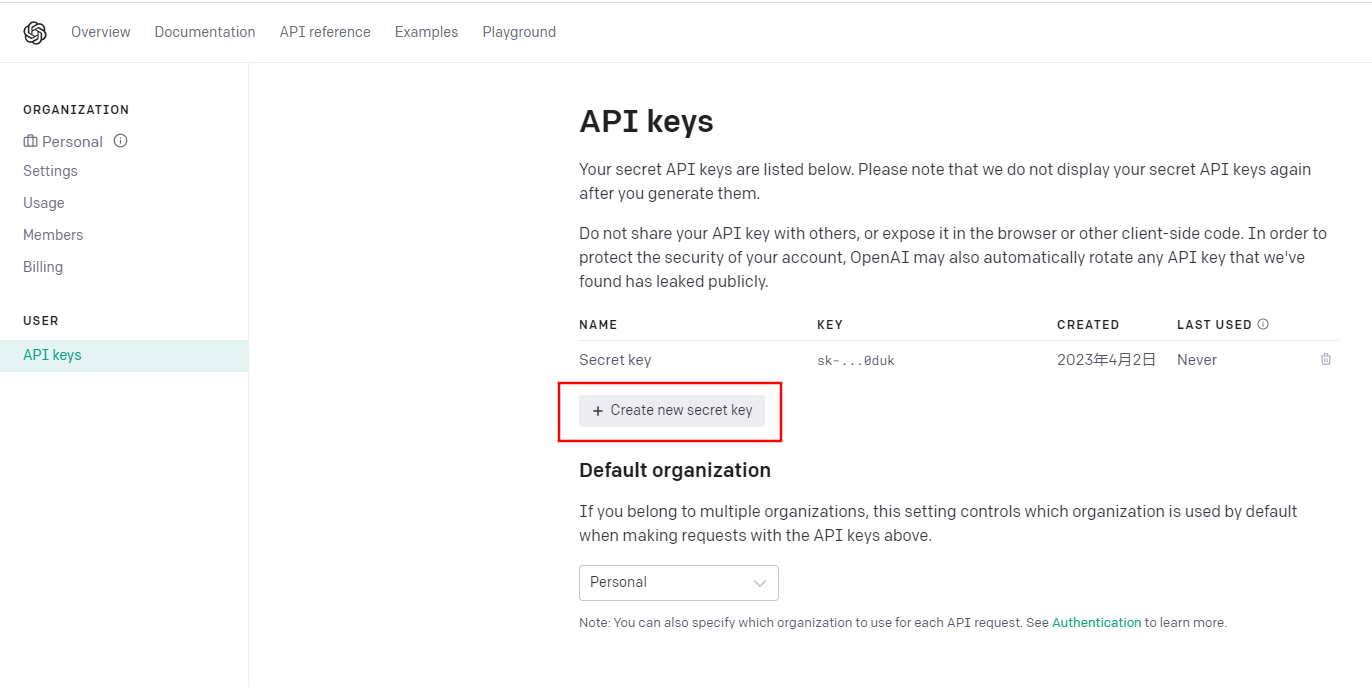 Overview Documentation API reference Examples Playground
ORGANIZATION
Personal
Settings
Usage
Members
Billing
USER
API keys
API keys
Your secret API keys are listed below. Please note that we do not display your secret API keys again
after you generate them.
Do not share your API key with others, or expose it in the browser or other client-side code. In order to
protect the security of your account, OpenAI may also automatically rotate any API key that we've
found has leaked publicly.
NAME KEY CREATED LAST USED
Secret key sk-...0duk 2023年4月2日 Never
+ Create new secret key
Default organization
If you belong to multiple organizations, this setting controls which organization is used by default
when making requests with the API keys above.
Personal
Note: You can also specify which organization to use for each API request. See Authentication to learn more.